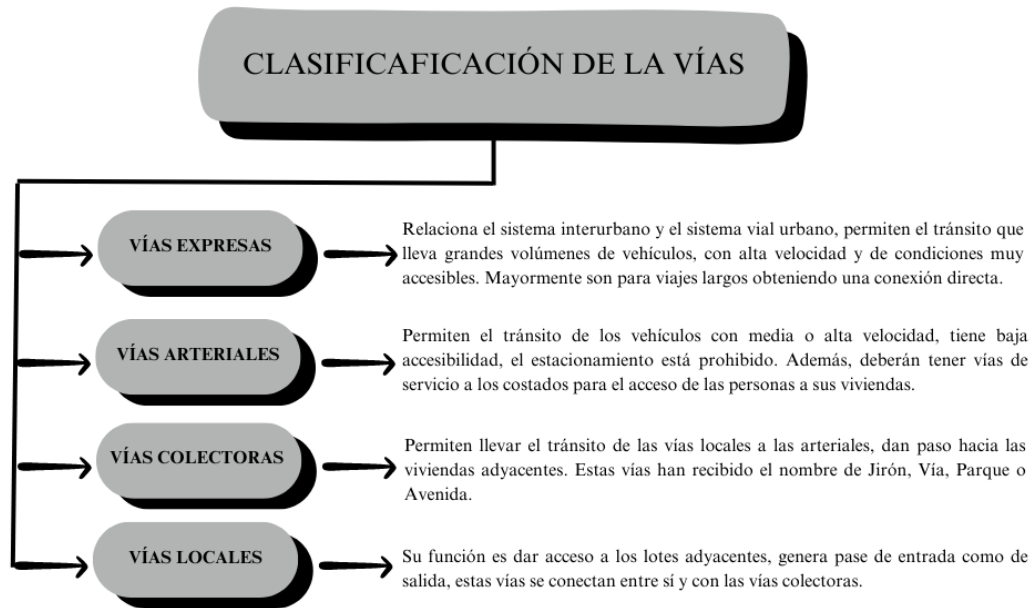 CLASIFICAFICACIÓN DE LA VÍAS
VÍAS EXPRESAS
Relaciona el sistema interurbano y el sistema vial urbano, permiten el tránsito que
lleva grandes volúmenes de vehículos, con alta velocidad y de condiciones muy
accesibles. Mayormente son para viajes largos obteniendo una conexión directa.
VÍAS ARTERIALES
Permiten el tránsito de los vehículos con media o alta velocidad, tiene baja
accesibilidad, el estacionamiento está prohibido. Además, deberán tener vías de
servicio a los costados para el acceso de las personas a sus viviendas.
VÍAS COLECTORAS
Permiten llevar el tránsito de las vías locales a las arteriales, dan paso hacia las
viviendas adyacentes. Estas vías han recibido el nombre de Jirón, Vía, Parque o
Avenida.
VÍAS LOCALES
Su función es dar acceso a los lotes adyacentes, genera pase de entrada como de
salida, estas vías se conectan entre sí y con las vías colectoras.